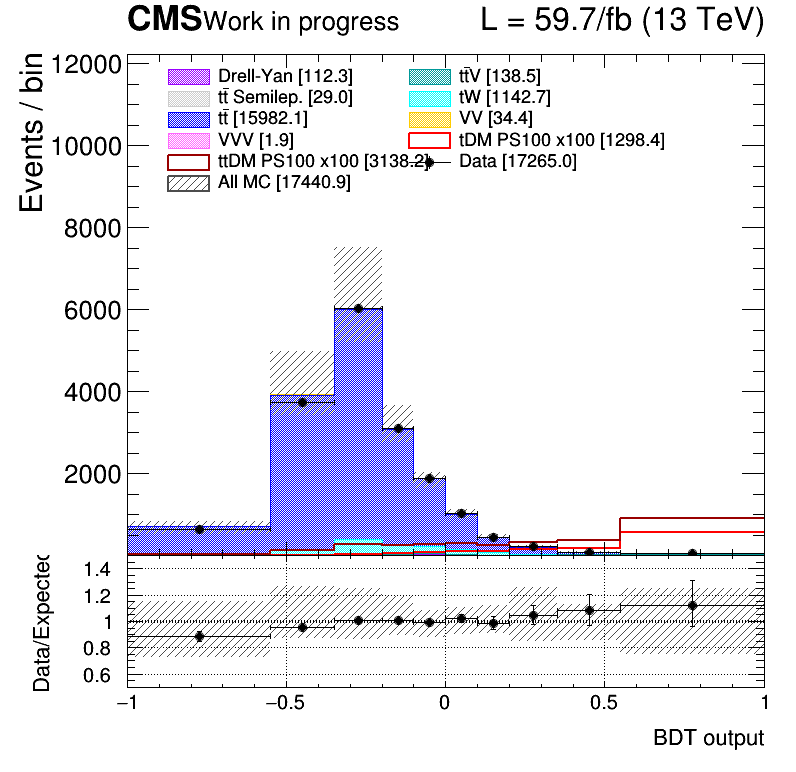 CMS Work in progress L = 59.7/fb (13 TeV)
Events / bin
12000
10000
8000
6000
4000
2000
Drell-Yan [112.3] tt̄V [138.5]
tt̄ Semilep. [29.0] tW [1142.7]
tt̄ [15982.1] VV [34.4]
VVV [1.9] tDM PS100 x100 [1298.4]
ttDM PS100 x100 [3138.2] Data [17265.0]
All MC [17440.9]
Data/Expected
1.4
1.2
1
0.8
0.6
−1 −0.5 0 0.5 1
BDT output